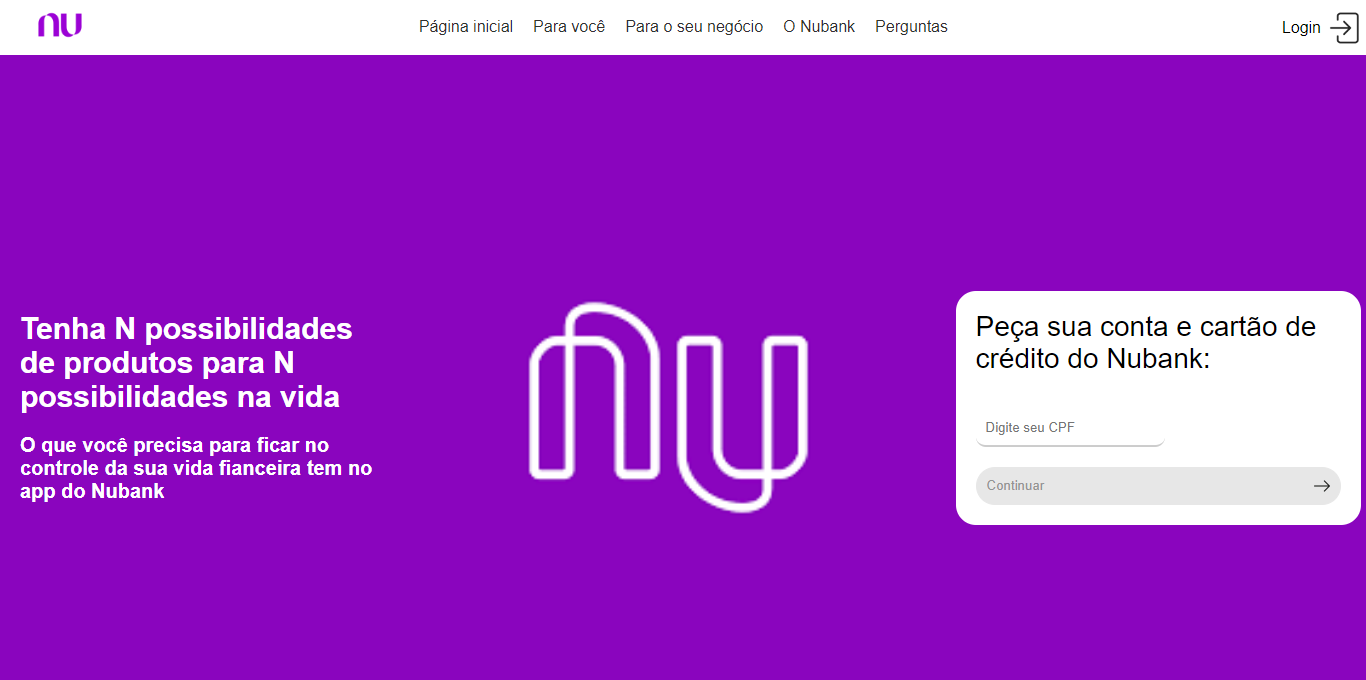 nu
Página inicial Para você Para o seu negócio O Nubank Perguntas
Login
Tenha N possibilidades
de produtos para N
possibilidades na vida
O que você precisa para ficar no
controle da sua vida fianceira tem no
app do Nubank
nu
Peça sua conta e cartão de
crédito do Nubank:
Digite seu CPF
Continuar